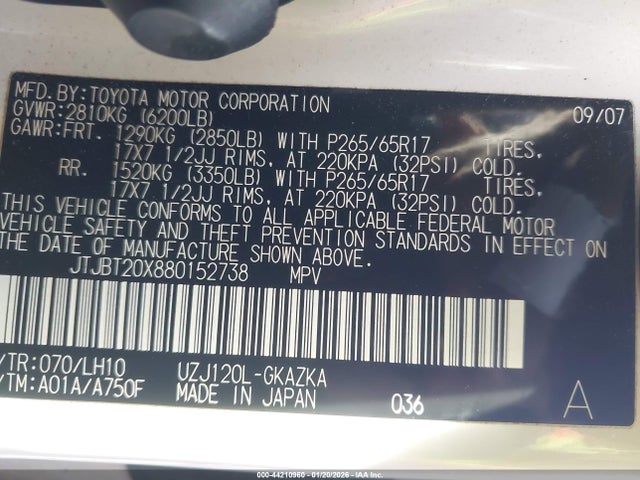 MFD. BY: TOYOTA MOTOR CORPORATION 09/07
GVWR: 2810KG (6200LB)
GAWR: FRT. 1290KG (2850LB) WITH P265/65R17 TIRES,
17X7 1/2JJ RIMS, AT 220KPA (32PSI) COLD.
RR. 1520KG (3350LB) WITH P265/65R17 TIRES,
17X7 1/2JJ RIMS, AT 220KPA (32PSI) COLD.
THIS VEHICLE CONFORMS TO ALL APPLICABLE FEDERAL MOTOR
VEHICLE SAFETY AND THEFT PREVENTION STANDARDS IN EFFECT ON
THE DATE OF MANUFACTURE SHOWN ABOVE.
JTJBT20X880152738 MPV
/TR: 070/LH10 UZJ120L-GKAZKA
/TM: A01A/A750F MADE IN JAPAN 036 A
000-44210960 - 01/20/2026 - IAA Inc.